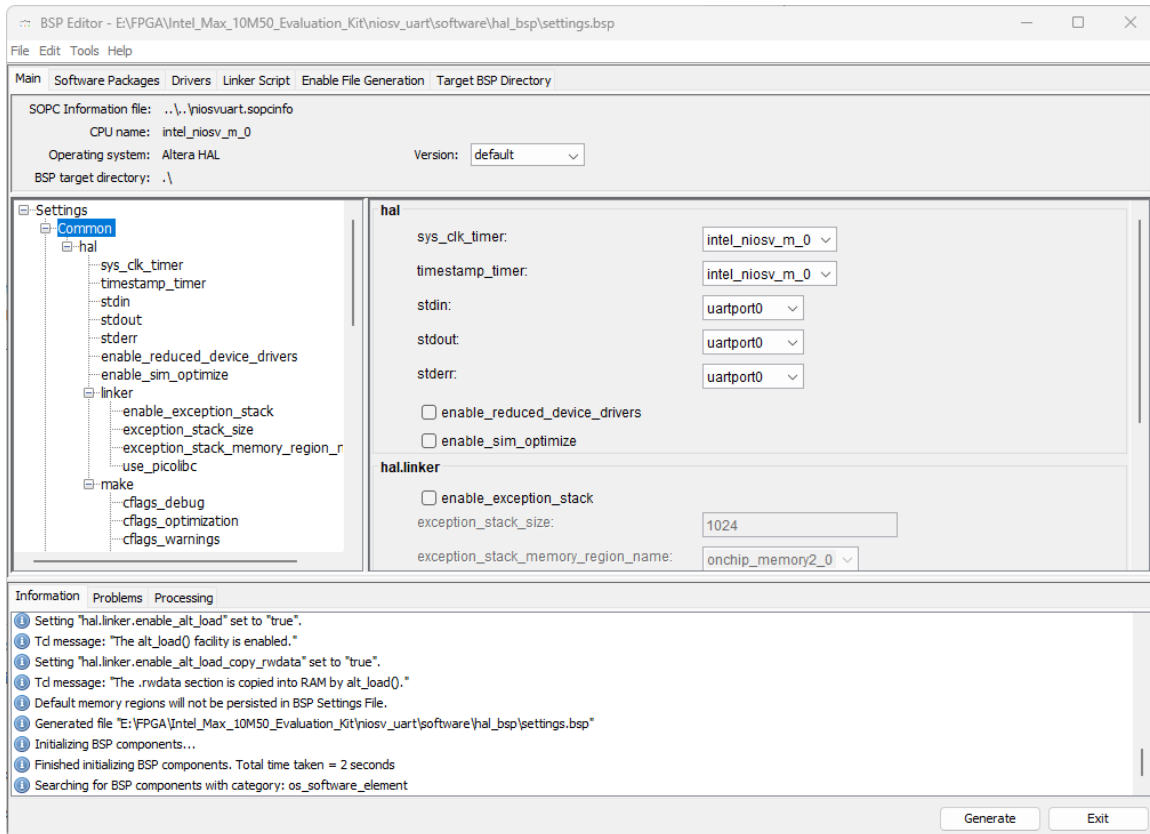 BSP Editor - E:\FPGA\Intel_Max_10M50_Evaluation_Kit\niosv_uart\software\hal_bsp\settings.bsp
File Edit Tools Help
Main Software Packages Drivers Linker Script Enable File Generation Target BSP Directory
SOPC Information file: ..\..\niosvuart.sopcinfo
CPU name: intel_niosv_m_0
Operating system: Altera HAL Version: default
BSP target directory: .\
Settings
Common
hal
sys_clk_timer
timestamp_timer
stdin
stdout
stderr
enable_reduced_device_drivers
enable_sim_optimize
linker
enable_exception_stack
exception_stack_size
exception_stack_memory_region_n
use_picolibc
make
cflags_debug
cflags_optimization
cflags_warnings
hal
sys_clk_timer: intel_niosv_m_0
timestamp_timer: intel_niosv_m_0
stdin: uartport0
stdout: uartport0
stderr: uartport0
enable_reduced_device_drivers
enable_sim_optimize
hal.linker
enable_exception_stack
exception_stack_size: 1024
exception_stack_memory_region_name: onchip_memory2_0
Information Problems Processing
Setting "hal.linker.enable_alt_load" set to "true".
Tcl message: "The alt_load() facility is enabled."
Setting "hal.linker.enable_alt_load_copy_rwdata" set to "true".
Tcl message: "The .rwdata section is copied into RAM by alt_load()."
Default memory regions will not be persisted in BSP Settings File.
Generated file "E:\FPGA\Intel_Max_10M50_Evaluation_Kit\niosv_uart\software\hal_bsp\settings.bsp"
Initializing BSP components...
Finished initializing BSP components. Total time taken = 2 seconds
Searching for BSP components with category: os_software_element
Generate Exit